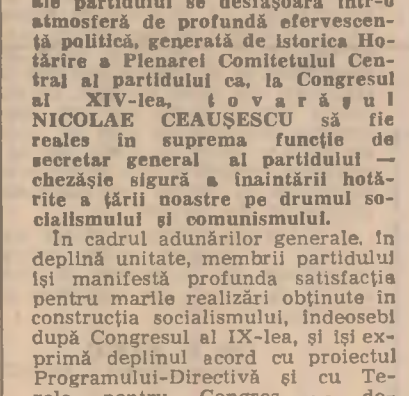 ale partidului se desfășoară într-o
atmosferă de profundă efervescen-
ță politică, generată de istorica Ho-
tărîre a Plenarei Comitetului Cen-
tral al partidului ca, la Congresul
al XIV-lea, tovarășul
NICOLAE CEAUȘESCU să fie
reales în suprema funcție de
secretar general al partidului —
chezășie sigură a înaintării hotă-
rîte a țării noastre pe drumul so-
cialismului și comunismului.
În cadrul adunărilor generale, în
deplină unitate, membrii partidului
își manifestă profunda satisfacție
pentru marile realizări obținute în
construcția socialismului, îndeosebi
după Congresul al IX-lea, și își ex-
primă deplinul acord cu proiectul
Programului-Directivă și cu Te-
pentru Congres